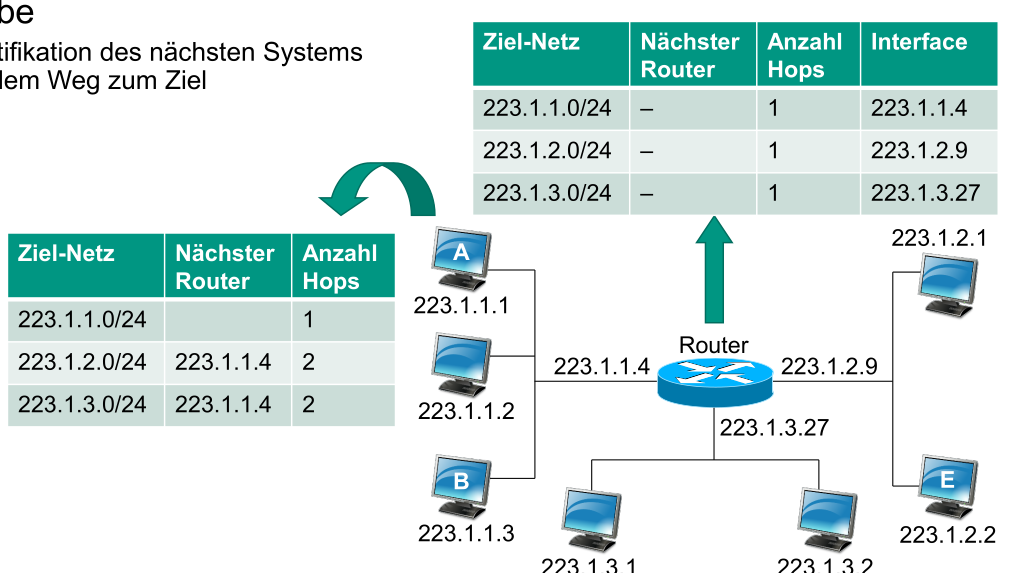 be
tifikation des nächsten Systems
dem Weg zum Ziel
Ziel-Netz Nächster Router Anzahl Hops Interface
223.1.1.0/24 – 1 223.1.1.4
223.1.2.0/24 – 1 223.1.2.9
223.1.3.0/24 – 1 223.1.3.27
Ziel-Netz Nächster Router Anzahl Hops
223.1.1.0/24 1
223.1.2.0/24 223.1.1.4 2
223.1.3.0/24 223.1.1.4 2
A
223.1.1.1
223.1.2.1
Router
223.1.1.4
223.1.2.9
223.1.1.2
223.1.3.27
B
E
223.1.1.3
223.1.2.2
223.1.3.1
223.1.3.2